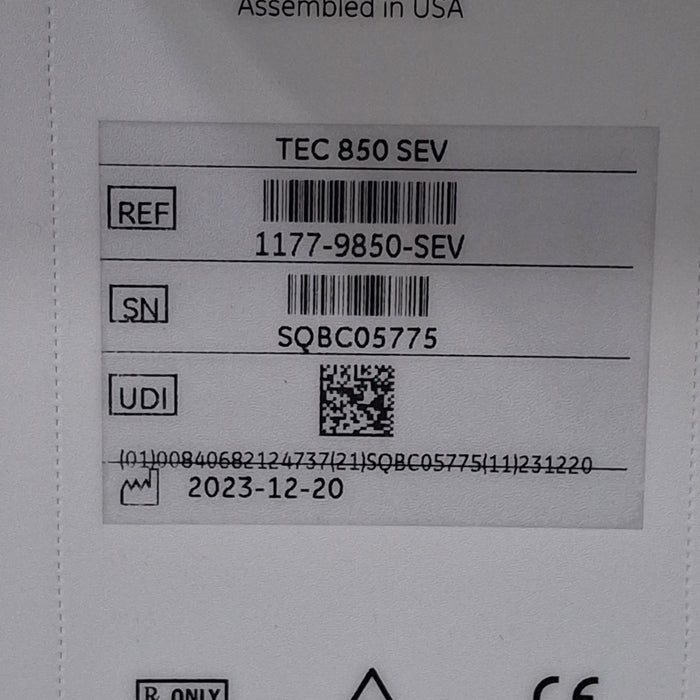 Assembled in USA
TEC 850 SEV
REF
1177-9850-SEV
SN
SQBC05775
UDI
(01)00840682124737(21)SQBC05775(11)231220
2023-12-20
R ONLY
CE